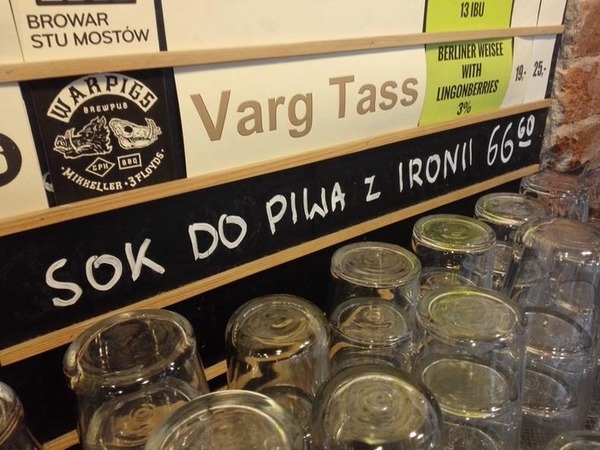 BROWAR
STU MOSTÓW
13 IBU
WARPIGS
BREWPUB
CPH BBQ
MIKKELLER · 3 FLOYDS.
Varg Tass
BERLINER WEISEE
WITH
LINGONBERRIES
3%
19,- 25,-
SOK DO PIWA Z IRONII 66 60